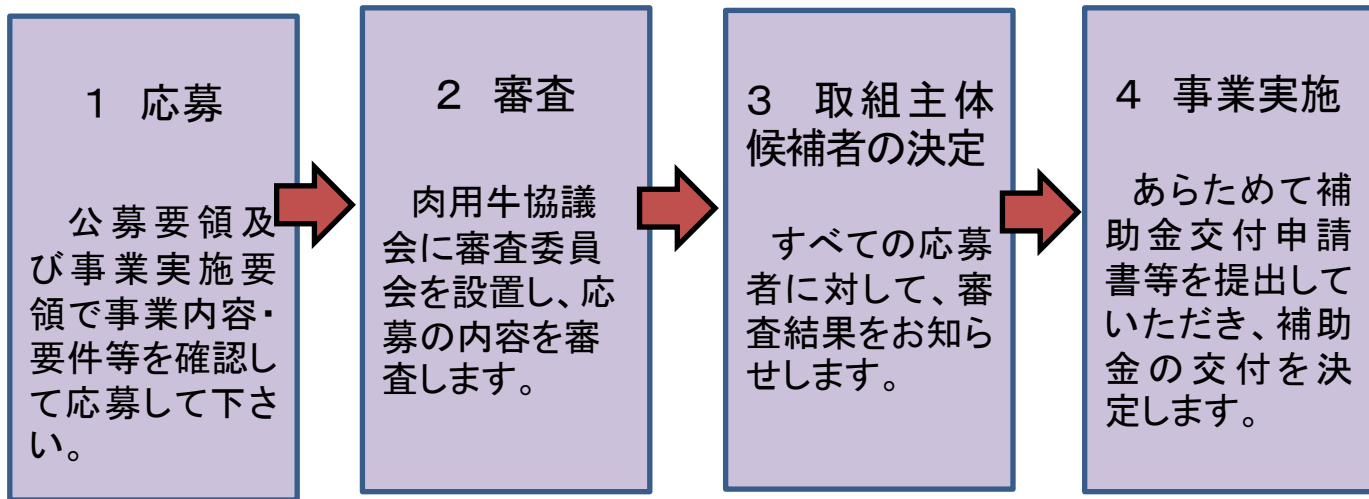 1 応募
公募要領及
び事業実施要
領で事業内容・
要件等を確認し
て応募して下さ
い。
2 審査
肉用牛協議
会に審査委員
会を設置し、応
募の内容を審
査します。
3 取組主体
候補者の決定
すべての応募
者に対して、審
査結果をお知ら
せします。
4 事業実施
あらためて補
助金交付申請
書等を提出して
いただき、補助
金の交付を決
定します。